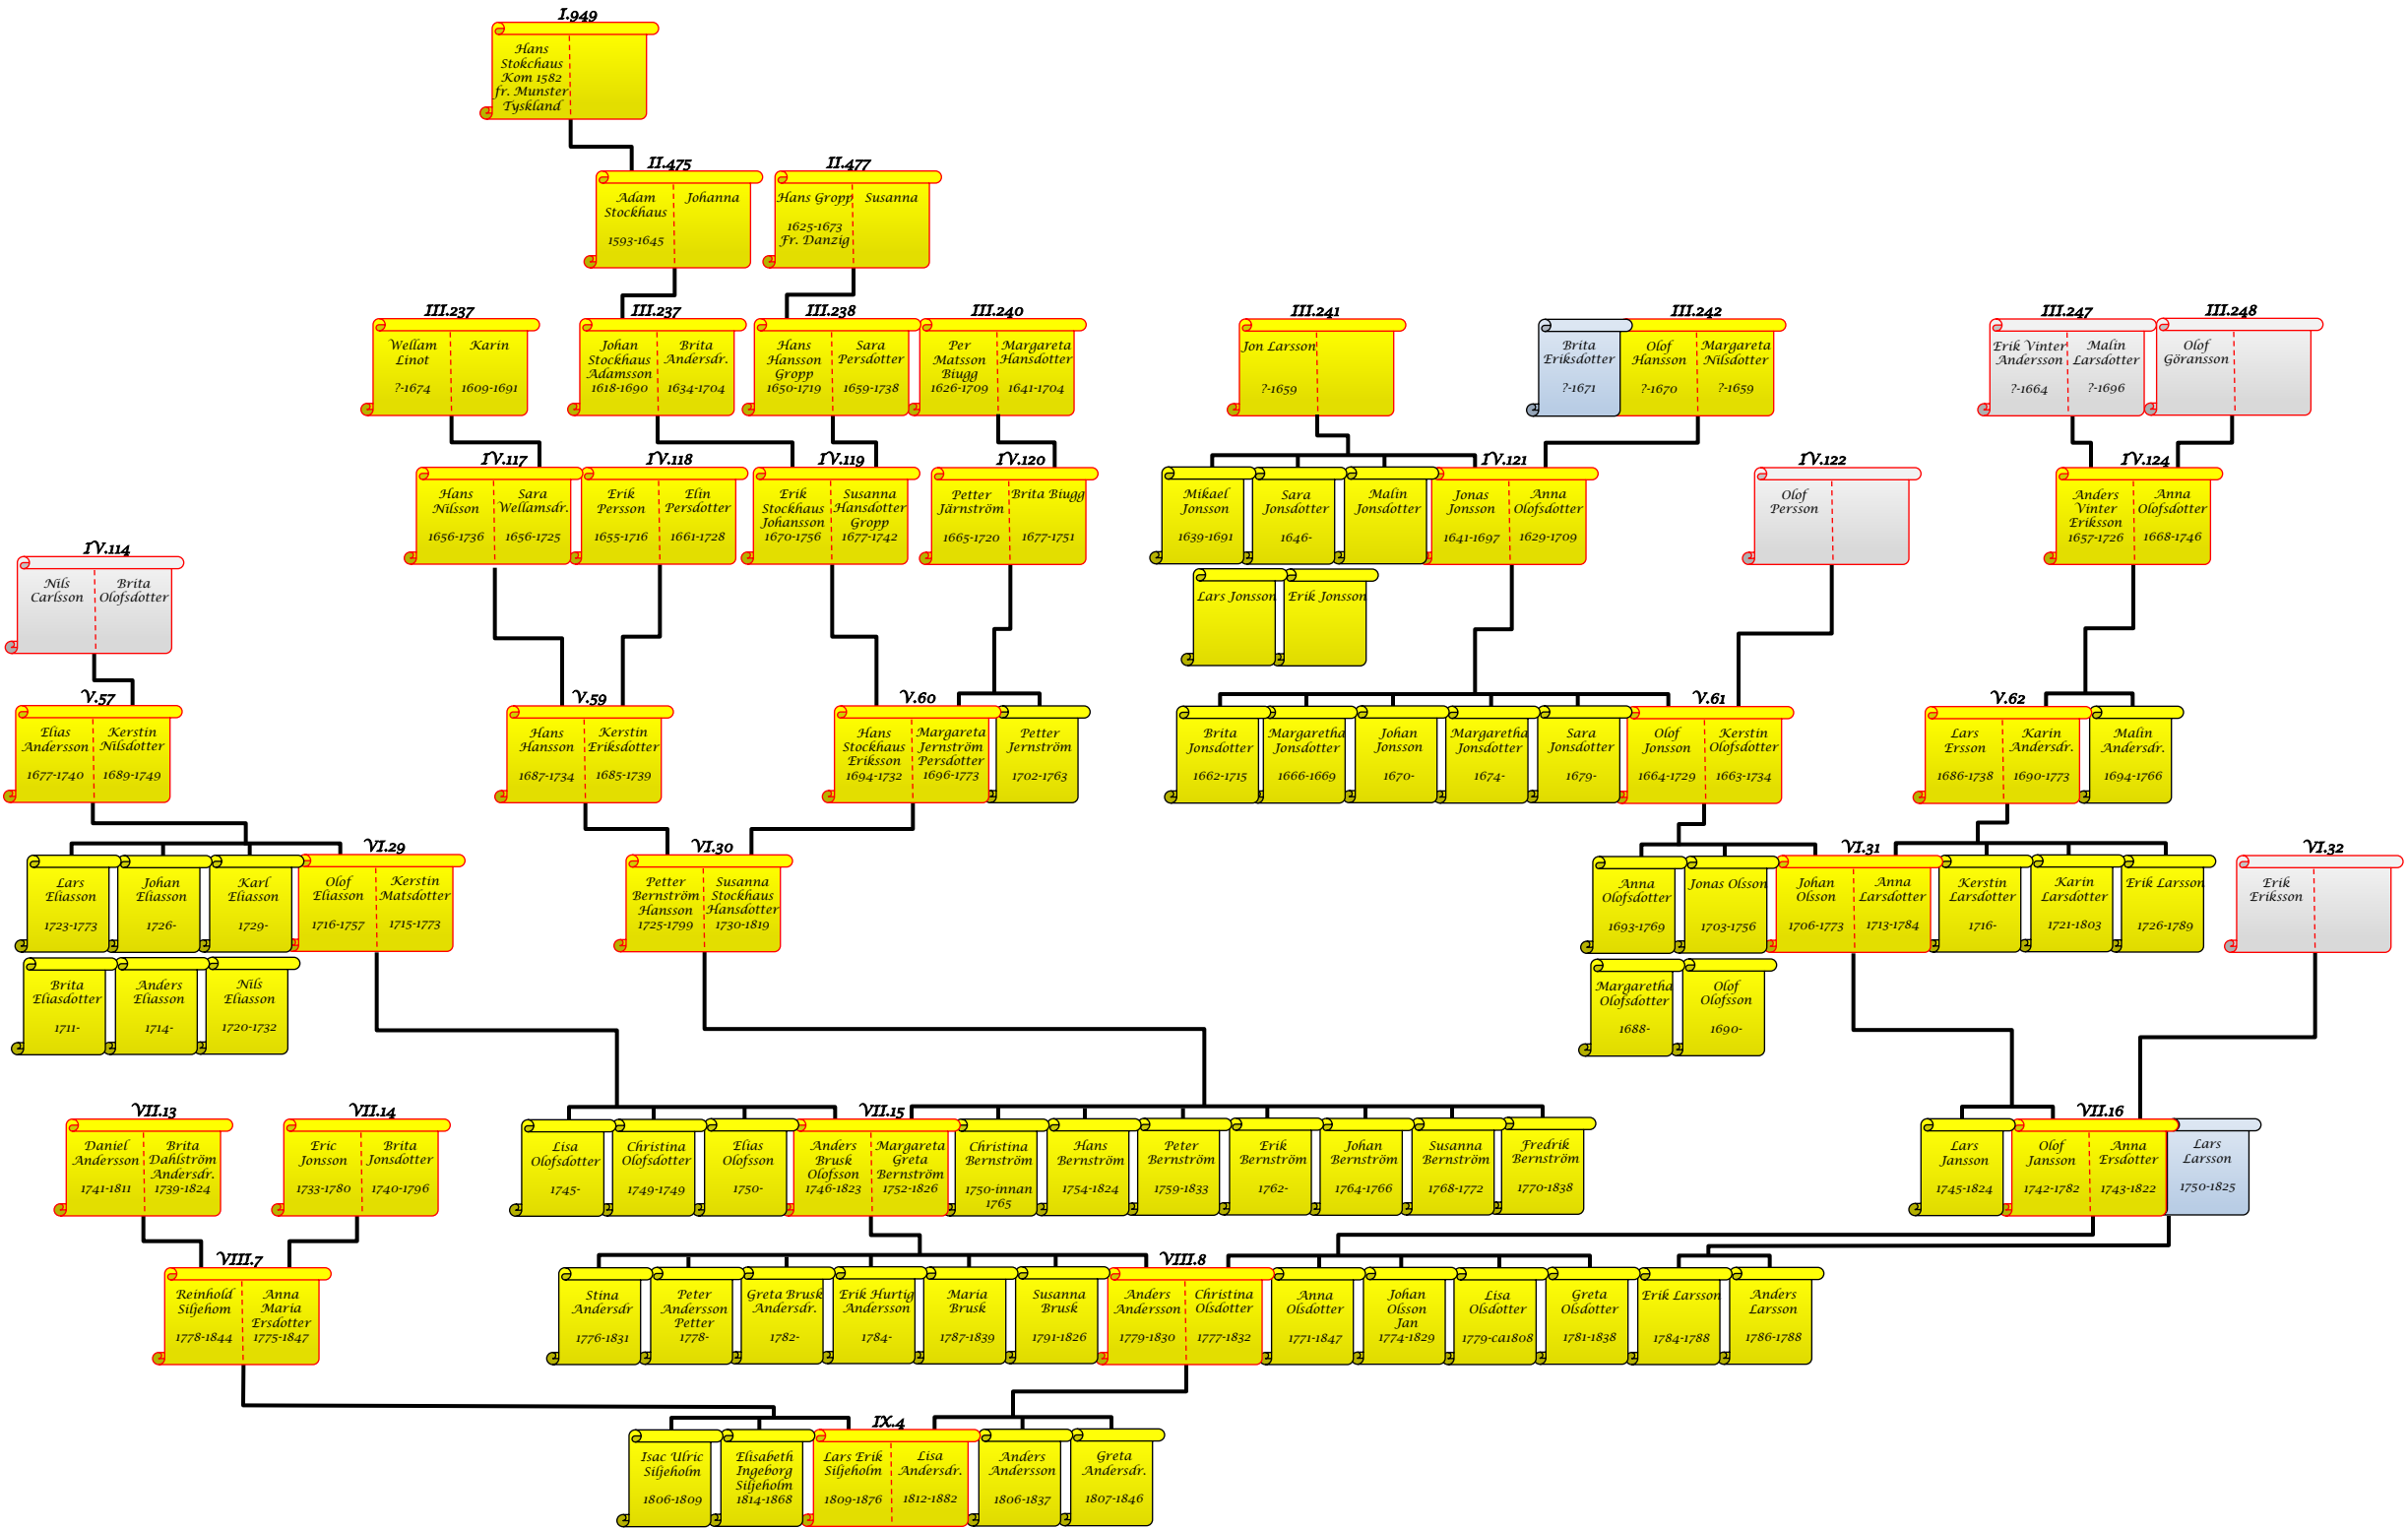 I.949
Hans
Stokchaus
Kom 1582
fr. Munster
Tyskland
II.475
Adam
Stockhaus
1593-1645
Johanna
II.477
Hans Gropp
1625-1673
Fr. Danzig
Susanna
III.237
Wellam
Linot
?-1674
Karin
1609-1691
III.237
Johan
Stockhaus
Adamsson
1618-1690
Brita
Andersdr.
1634-1704
III.238
Hans
Hansson
Gropp
1650-1719
Sara
Persdotter
1659-1738
III.240
Per
Matsson
Biugg
1626-1709
Margareta
Hansdotter
1641-1704
III.241
Jon Larsson
?-1659
Brita
Eriksdotter
?-1671
III.242
Olof
Hansson
?-1670
Margareta
Nilsdotter
?-1659
III.247
Erik Vinter
Andersson
?-1664
Malin
Larsdotter
?-1696
III.248
Olof
Göransson
IV.117
Hans
Nilsson
1656-1736
Sara
Wellamsdr.
1656-1725
IV.118
Erik
Persson
1655-1716
Elin
Persdotter
1661-1728
IV.119
Erik
Stockhaus
Johansson
1670-1756
Susanna
Hansdotter
Gropp
1677-1742
IV.120
Petter
Järnström
1665-1720
Brita Biugg
1677-1751
Mikael
Jonsson
1639-1691
Sara
Jonsdotter
1646-
Malin
Jonsdotter
IV.121
Jonas
Jonsson
1641-1697
Anna
Olofsdotter
1629-1709
IV.122
Olof
Persson
IV.124
Anders
Vinter
Eriksson
1657-1726
Anna
Olofsdotter
1668-1746
Lars Jonsson
Erik Jonsson
IV.114
Nils
Carlsson
Brita
Olofsdotter
V.57
Elias
Andersson
1677-1740
Kerstin
Nilsdotter
1689-1749
V.59
Hans
Hansson
1687-1734
Kerstin
Eriksdotter
1685-1739
V.60
Hans
Stockhaus
Eriksson
1694-1732
Margareta
Jernström
Persdotter
1696-1773
Petter
Jernström
1702-1763
Brita
Jonsdotter
1662-1715
Margaretha
Jonsdotter
1666-1669
Johan
Jonsson
1670-
Margaretha
Jonsdotter
1674-
Sara
Jonsdotter
1679-
V.61
Olof
Jonsson
1664-1729
Kerstin
Olofsdotter
1663-1734
V.62
Lars
Ersson
1686-1738
Karin
Andersdr.
1690-1773
Malin
Andersdr.
1694-1766
Lars
Eliasson
1723-1773
Johan
Eliasson
1726-
Karl
Eliasson
1729-
VI.29
Olof
Eliasson
1716-1757
Kerstin
Matsdotter
1715-1773
VI.30
Petter
Bernström
Hansson
1725-1799
Susanna
Stockhaus
Hansdotter
1730-1819
Anna
Olofsdotter
1693-1769
Jonas Olsson
1703-1756
VI.31
Johan
Olsson
1706-1773
Anna
Larsdotter
1713-1784
Kerstin
Larsdotter
1716-
Karin
Larsdotter
1721-1803
Erik Larsson
1726-1789
VI.32
Erik
Eriksson
Brita
Eliasdotter
1711-
Anders
Eliasson
1714-
Nils
Eliasson
1720-1732
Margaretha
Olofsdotter
1688-
Olof
Olofsson
1690-
VII.13
Daniel
Andersson
1741-1811
Brita
Dahlström
Andersdr.
1739-1824
VII.14
Eric
Jonsson
1733-1780
Brita
Jonsdotter
1740-1796
Lisa
Olofsdotter
1745-
Christina
Olofsdotter
1749-1749
Elias
Olofsson
1750-
VII.15
Anders
Brusk
Olofsson
1746-1823
Margareta
Greta
Bernström
1752-1826
Christina
Bernström
1750-innan
1765
Hans
Bernström
1754-1824
Peter
Bernström
1759-1833
Erik
Bernström
1762-
Johan
Bernström
1764-1766
Susanna
Bernström
1768-1772
Fredrik
Bernström
1770-1838
Lars
Jansson
1745-1824
VII.16
Olof
Jansson
1742-1782
Anna
Ersdotter
1743-1822
Lars
Larsson
1750-1825
VIII.7
Reinhold
Siljehom
1778-1844
Anna
Maria
Ersdotter
1775-1847
Stina
Andersdr
1776-1831
Peter
Andersson
Petter
1778-
Greta Brusk
Andersdr.
1782-
Erik Hurtig
Andersson
1784-
Maria
Brusk
1787-1839
Susanna
Brusk
1791-1826
VIII.8
Anders
Andersson
1779-1830
Christina
Olsdotter
1777-1832
Anna
Olsdotter
1771-1847
Johan
Olsson
Jan
1774-1829
Lisa
Olsdotter
1779-ca1808
Greta
Olsdotter
1781-1838
Erik Larsson
1784-1788
Anders
Larsson
1786-1788
Isac Ulric
Siljeholm
1806-1809
Elisabeth
Ingeborg
Siljeholm
1814-1868
IX.4
Lars Erik
Siljeholm
1809-1876
Lisa
Andersdr.
1812-1882
Anders
Andersson
1806-1837
Greta
Andersdr.
1807-1846